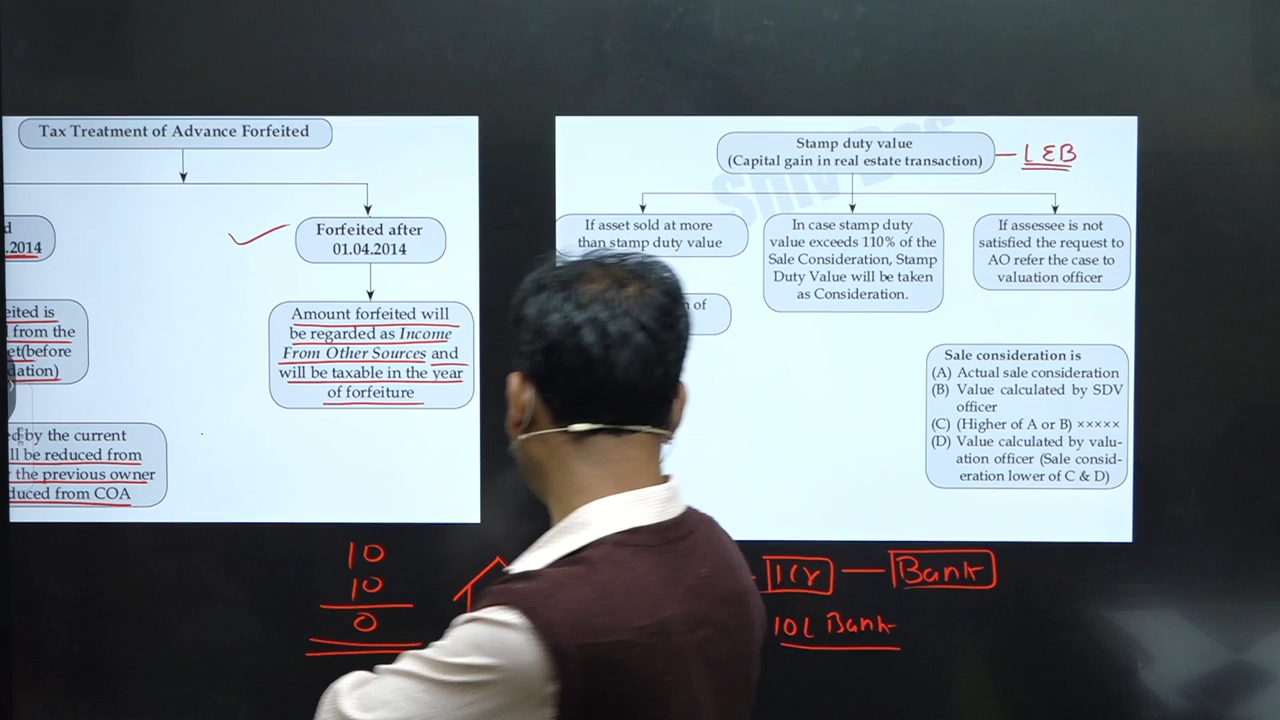 Tax Treatment of Advance Forfeited
.2014
Forfeited after
01.04.2014
eited is
from the
et(before
dation)
Amount forfeited will
be regarded as Income
From Other Sources and
will be taxable in the year
of forfeiture
by the current
ll be reduced from
the previous owner
duced from COA
10
10
0
Stamp duty value
(Capital gain in real estate transaction)
L&B
If asset sold at more
than stamp duty value
n of
In case stamp duty
value exceeds 110% of the
Sale Consideration, Stamp
Duty Value will be taken
as Consideration.
If assessee is not
satisfied the request to
AO refer the case to
valuation officer
Sale consideration is
(A) Actual sale consideration
(B) Value calculated by SDV
officer
(C) (Higher of A or B) ×××××
(D) Value calculated by valu-
ation officer (Sale consid-
eration lower of C & D)
1Cr — Bank
10L Bank